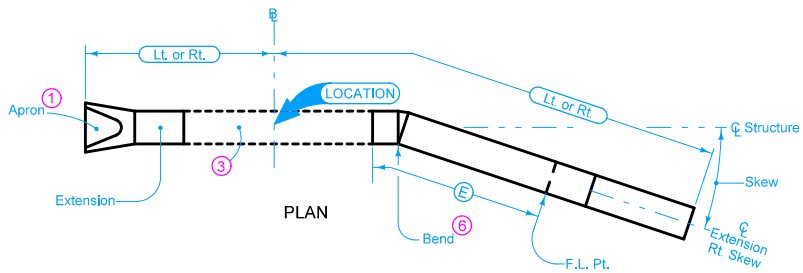 ℄
B
Lt. or Rt.
LOCATION
Lt. or Rt.
1
Apron
3
Extension
PLAN
E
6
Bend
F.L. Pt.
℄ Structure
Skew
℄
Extension
Rt. Skew